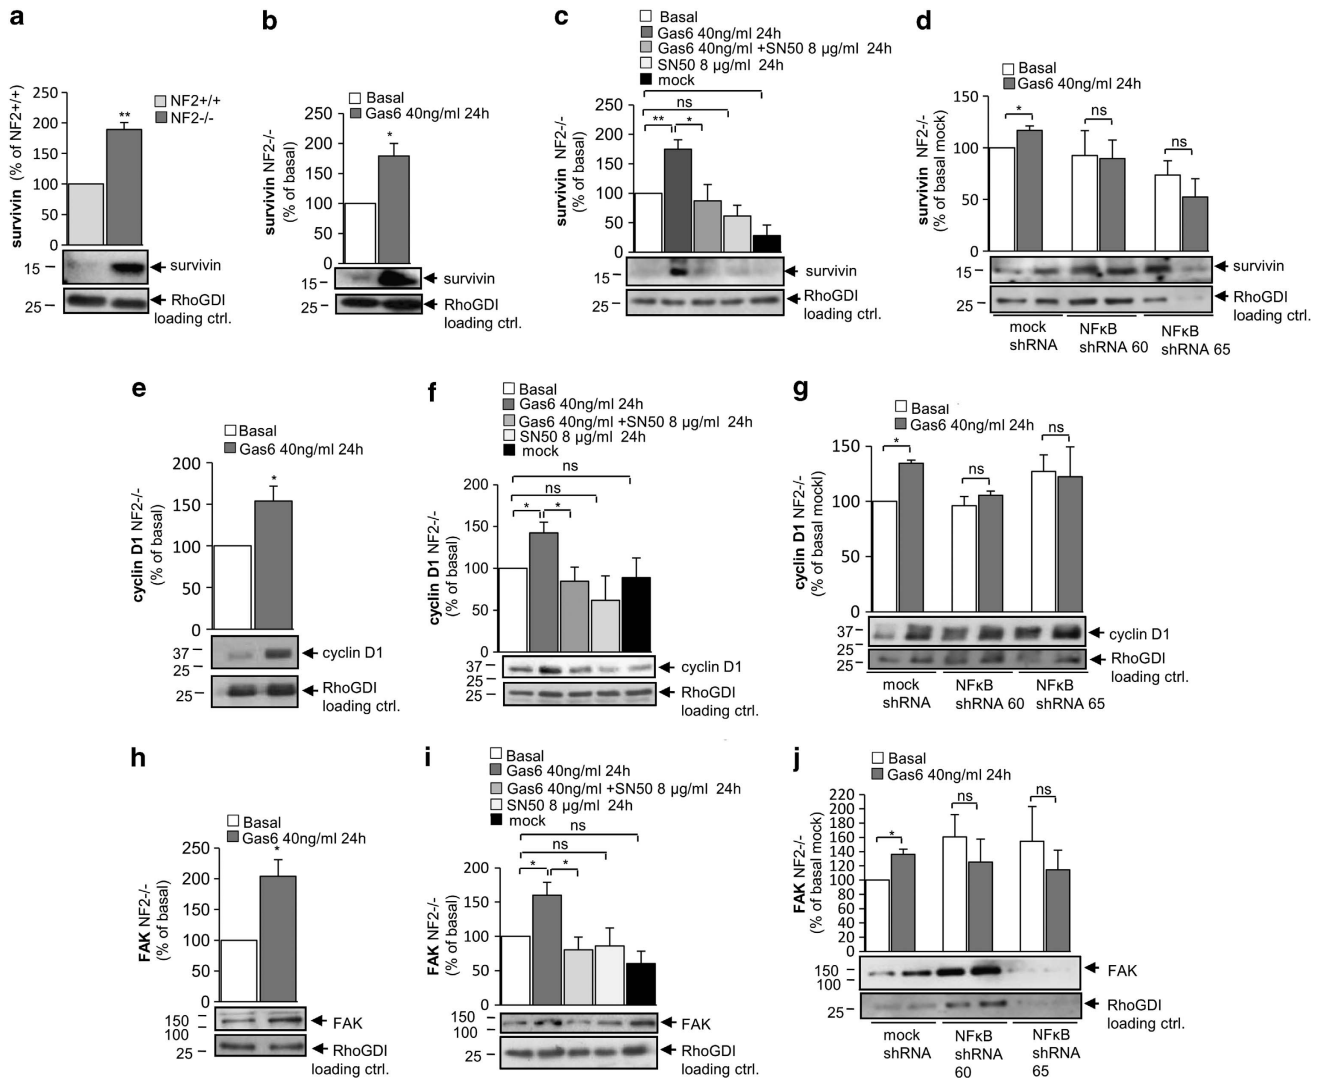 a
survivin (% of NF2+/+)
250
200
150
100
50
0
NF2+/+
NF2-/-
**
15
survivin
25
RhoGDI
loading ctrl.
b
Basal
Gas6 40ng/ml 24h
survivin NF2-/-
(% of basal)
250
200
150
100
50
0
*
15
survivin
25
RhoGDI
loading ctrl.
c
Basal
Gas6 40ng/ml 24h
Gas6 40ng/ml +SN50 8 µg/ml 24h
SN50 8 µg/ml 24h
mock
survivin NF2-/-
(% of basal)
250
200
150
100
50
0
ns
** *
15
survivin
25
RhoGDI
loading ctrl.
d
Basal
Gas6 40ng/ml 24h
survivin NF2-/-
(% of basal mock)
150
100
50
0
* ns ns
15
survivin
25
RhoGDI
loading ctrl.
mock
shRNA
NFκB
shRNA 60
NFκB
shRNA 65
e
Basal
Gas6 40ng/ml 24h
cyclin D1 NF2-/-
(% of basal)
200
150
100
50
0
*
37
25
cyclin D1
25
RhoGDI
loading ctrl.
f
Basal
Gas6 40ng/ml 24h
Gas6 40ng/ml +SN50 8 µg/ml 24h
SN50 8 µg/ml 24h
mock
cyclin D1 NF2-/-
(% of basal)
200
150
100
50
0
ns
ns
* *
37
25
cyclin D1
25
RhoGDI
loading ctrl.
g
Basal
Gas6 40ng/ml 24h
cyclin D1 NF2-/-
(% of basal mockl)
150
100
50
0
* ns ns
37
25
cyclin D1
25
RhoGDI
loading ctrl.
mock
shRNA
NFκB
shRNA 60
NFκB
shRNA 65
h
Basal
Gas6 40ng/ml 24h
FAK NF2-/-
(% of basal)
250
200
150
100
50
0
*
150
100
FAK
25
RhoGDI
loading ctrl.
i
Basal
Gas6 40ng/ml 24h
Gas6 40ng/ml +SN50 8 µg/ml 24h
SN50 8 µg/ml 24h
mock
FAK NF2-/-
(% of basal)
200
150
100
50
0
ns
ns
* *
150
100
FAK
25
RhoGDI
loading ctrl.
j
Basal
Gas6 40ng/ml 24h
FAK NF2-/-
(% of basal mock)
220
200
180
160
140
120
100
80
60
40
20
0
* ns ns
150
100
FAK
25
RhoGDI
loading ctrl.
mock
shRNA
NFκB
shRNA
60
NFκB
shRNA
65